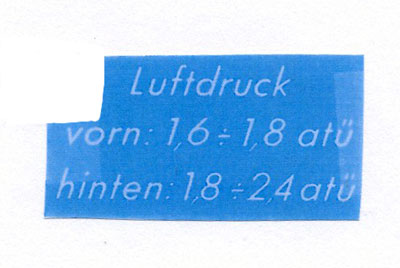 Luftdruck
vorn: 1,6 ÷ 1,8 atü
hinten: 1,8 ÷ 2,4 atü